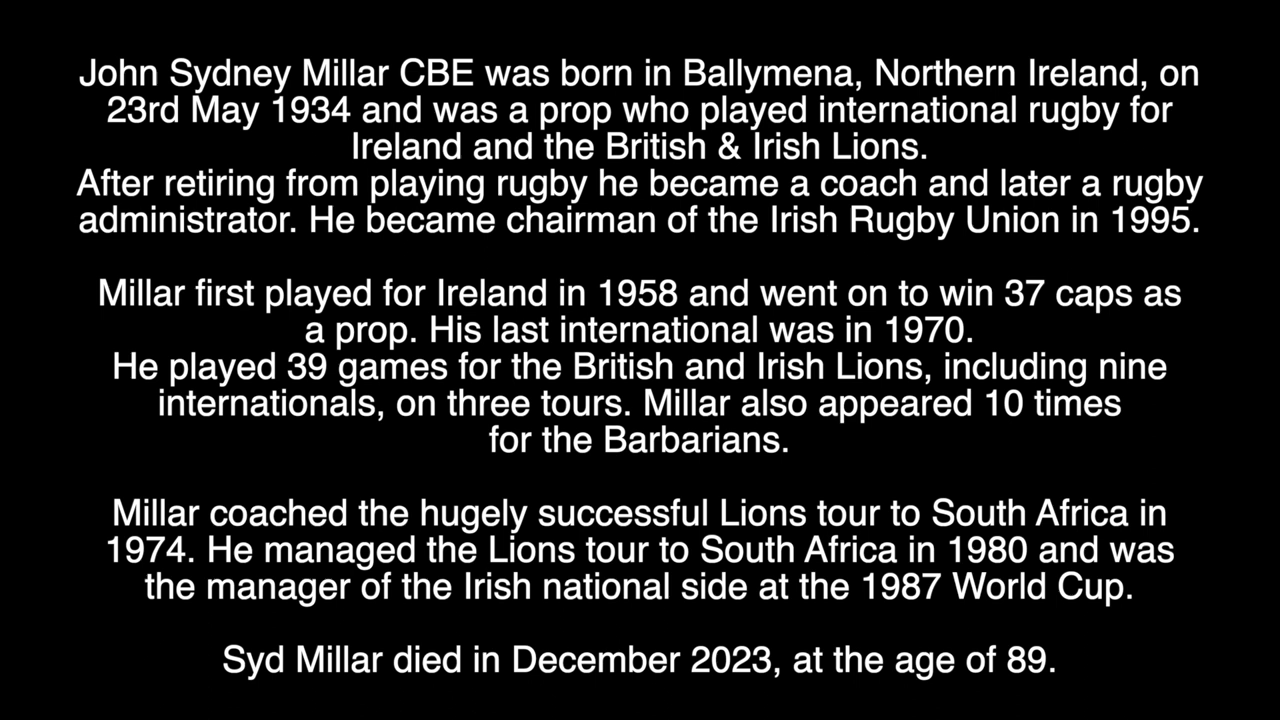 John Sydney Millar CBE was born in Ballymena, Northern Ireland, on
23rd May 1934 and was a prop who played international rugby for
Ireland and the British & Irish Lions.
After retiring from playing rugby he became a coach and later a rugby
administrator. He became chairman of the Irish Rugby Union in 1995.
Millar first played for Ireland in 1958 and went on to win 37 caps as
a prop. His last international was in 1970.
He played 39 games for the British and Irish Lions, including nine
internationals, on three tours. Millar also appeared 10 times
for the Barbarians.
Millar coached the hugely successful Lions tour to South Africa in
1974. He managed the Lions tour to South Africa in 1980 and was
the manager of the Irish national side at the 1987 World Cup.
Syd Millar died in December 2023, at the age of 89.